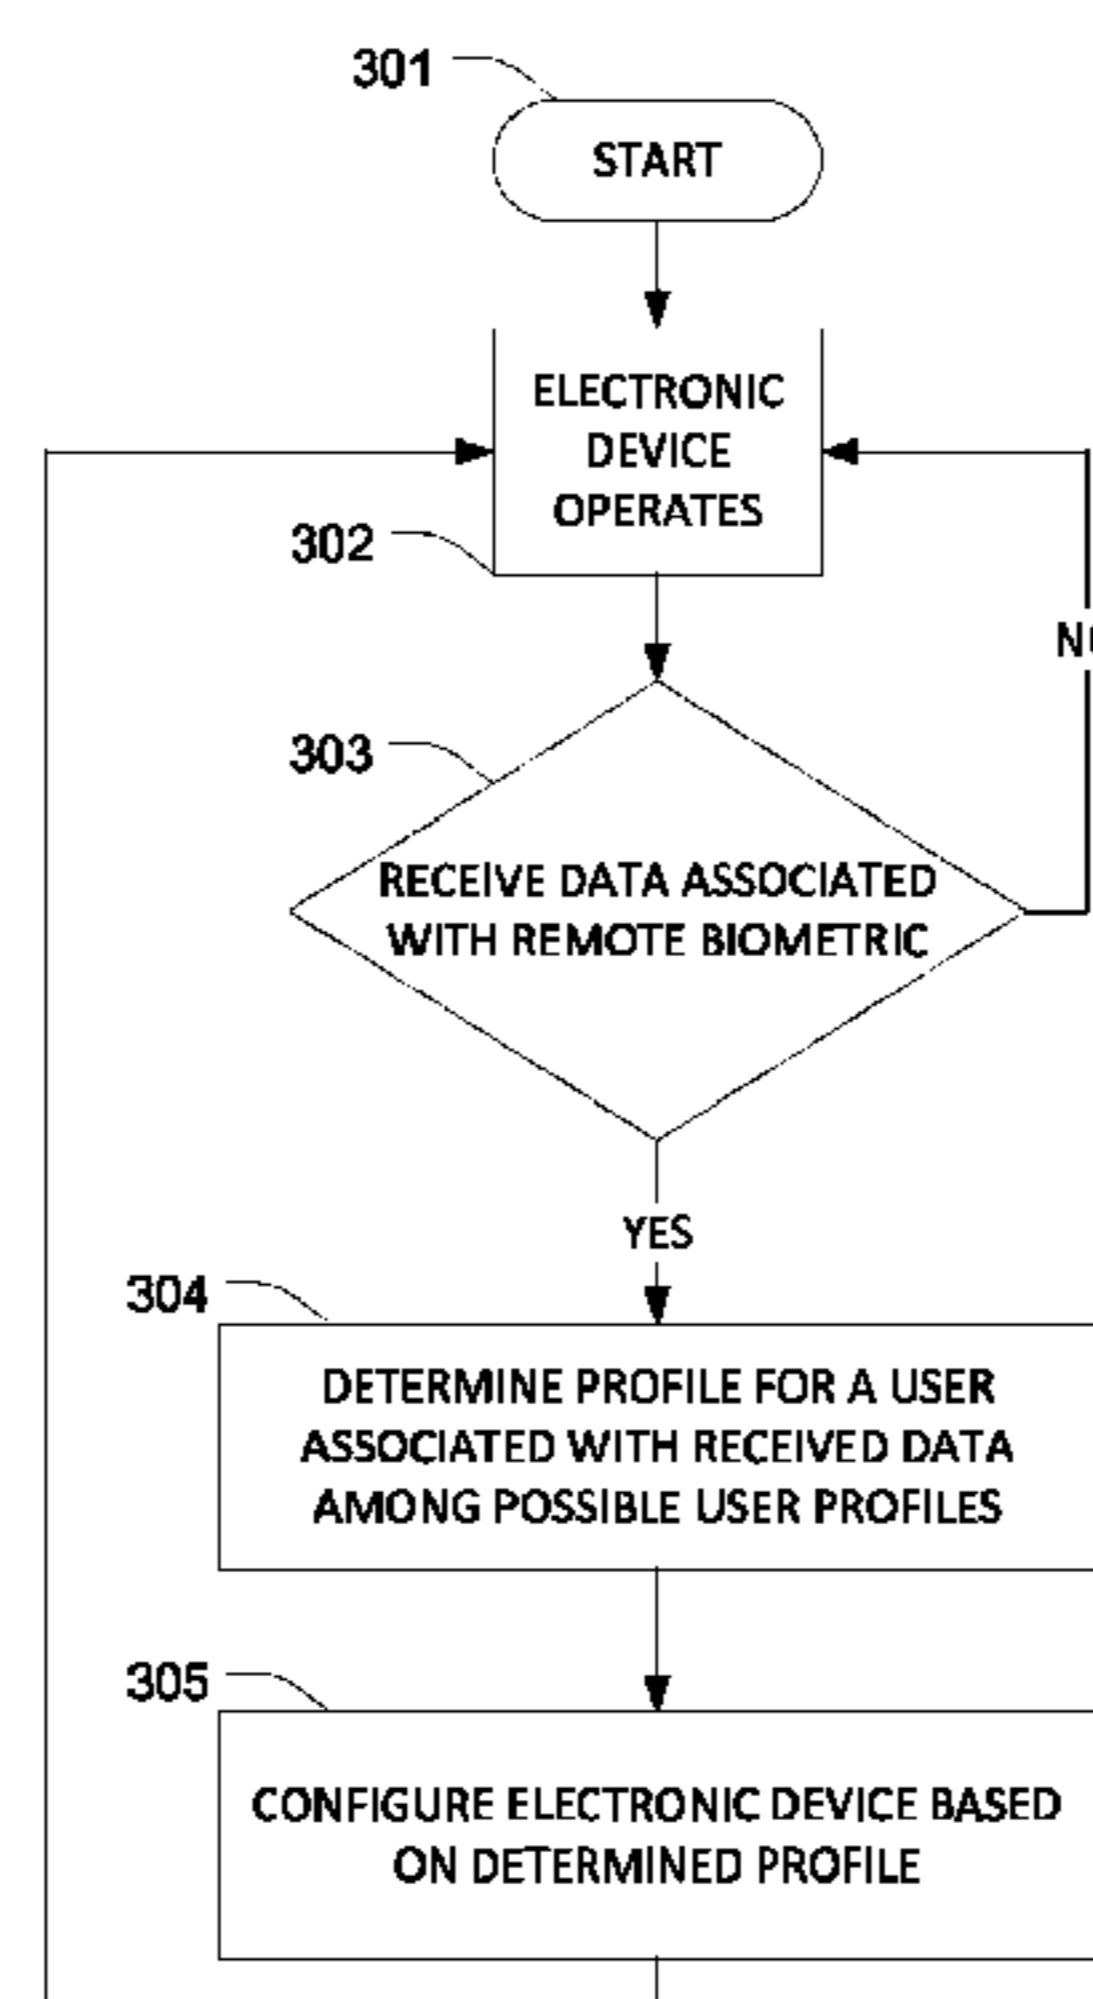 301
START
ELECTRONIC
DEVICE
OPERATES
302
303
RECEIVE DATA ASSOCIATED
WITH REMOTE BIOMETRIC
YES
304
DETERMINE PROFILE FOR A USER
ASSOCIATED WITH RECEIVED DATA
AMONG POSSIBLE USER PROFILES
305
CONFIGURE ELECTRONIC DEVICE BASED
ON DETERMINED PROFILE